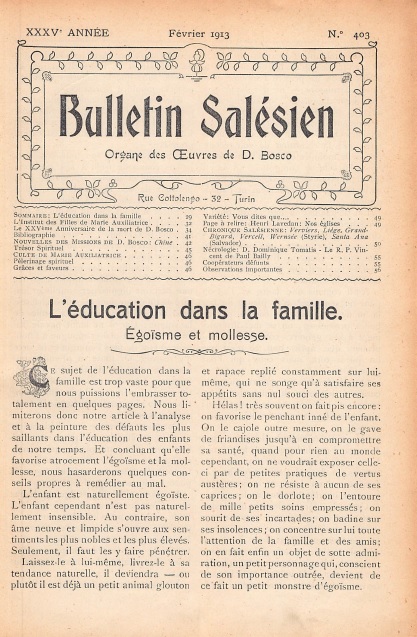 XXXVᵉ ANNÉE Février 1913 N.° 403
Bulletin Salésien
Organe des Œuvres de D. Bosco
Rue Cottolengo - 32 - Turin
SOMMAIRE: L'éducation dans la famille . . . 29
L'Institut des Filles de Marie Auxiliatrice . . . 32
Le XXVème Anniversaire de la mort de D. Bosco . 34
Bibliographie . . . 41
NOUVELLES DES MISSIONS DE D. BOSCO: Chine . 42
Trésor Spirituel . . . 45
CULTE DE MARIE AUXILIATRICE . . . 46
Pélerinage spirituel . . . 46
Grâces et faveurs . . . 46
Variété: Vous dites que.... . . . 49
Page à relire: Henri Lavedan: Nos églises . . 49
CHRONIQUE SALÉSIENNE: Verviers, Liége, Grand-
Bigard, Verceil, Wernsée (Styrie), Santa Ana
(Salvador) . . . 50
Nécrologie: D. Dominique Tomatis - Le R. P. Vin-
cent de Paul Bailly . . . 55
Coopérateurs défunts . . . 55
Observations importantes . . . 56
L'éducation dans la famille.
Égoïsme et mollesse.
CE sujet de l'éducation dans la
famille est trop vaste pour que
nous puissions l'embrasser to-
talement en quelques pages. Nous li-
miterons donc notre article à l'analyse
et à la peinture des défauts les plus
saillants dans l'éducation des enfants
de notre temps. Et concluant qu'elle
favorise atrocement l'égoïsme et la mol-
lesse, nous hasarderons quelques con-
seils propres à remédier au mal.
L'enfant est naturellement égoïste.
L'enfant cependant n'est pas naturel-
lement insensible. Au contraire, son
âme neuve et limpide s'ouvre aux sen-
timents les plus nobles et les plus élevés.
Seulement, il faut les y faire pénétrer.
Laissez-le à lui-même, livrez-le à sa
tendance naturelle, il deviendra — ou
plutôt il est déjà un petit animal glouton
et rapace replié constamment sur lui-
même, qui ne songe qu'à satisfaire ses
appétits sans nul souci des autres.
Hélas! très souvent on fait pis encore:
on favorise le penchant inné de l'enfant.
On le cajole outre mesure, on le gave
de friandises jusqu'à en compromettre
sa santé, quand pour rien au monde
cependant, on ne voudrait exposer celle-
ci par de petites pratiques de vertus
austères; on ne résiste à aucun de ses
caprices; on le dorlote; on l'entoure
de mille petits soins empressés; on
sourit de ses incartades; on badine sur
ses insolences; on concentre sur lui toute
l'attention de la famille et des amis;
on en fait enfin un objet de sotte admi-
ration, un petit personnage qui, conscient
de son importance outrée, devient de
ce fait un petit monstre d'égoïsme.